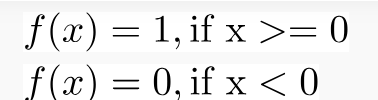 f(x) = 1, if x >= 0
f(x) = 0, if x < 0